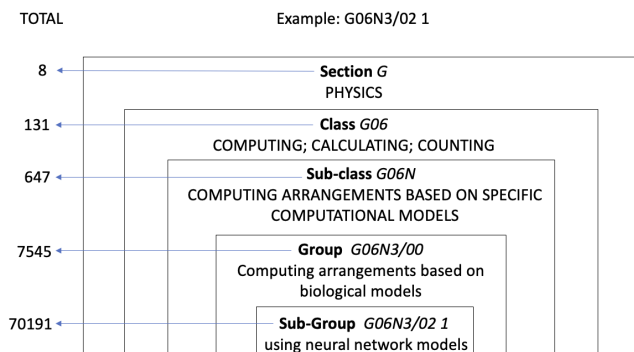 TOTAL Example: G06N3/02 1
8 Section G
PHYSICS
131 Class G06
COMPUTING; CALCULATING; COUNTING
647 Sub-class G06N
COMPUTING ARRANGEMENTS BASED ON SPECIFIC
COMPUTATIONAL MODELS
7545 Group G06N3/00
Computing arrangements based on
biological models
70191 Sub-Group G06N3/02 1
using neural network models